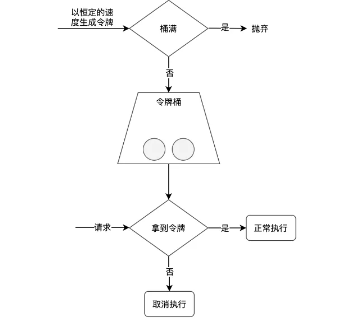 以恒定的速
度生成令牌
桶满
是
抛弃
否
令牌桶
请求
拿到令牌
是
正常执行
否
取消执行